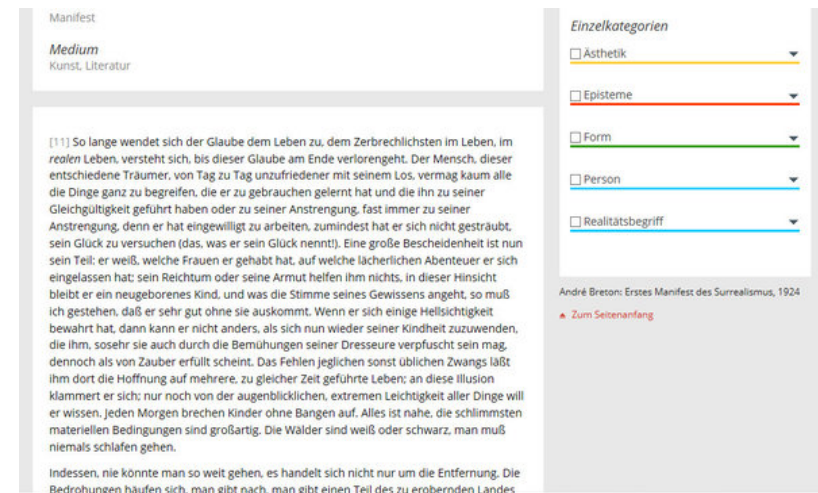 Manifest
Medium
Kunst, Literatur
[11] So lange wendet sich der Glaube dem Leben zu, dem Zerbrechlichsten im Leben, im
realen Leben, versteht sich, bis dieser Glaube am Ende verlorengeht. Der Mensch, dieser
entschiedene Träumer, von Tag zu Tag unzufriedener mit seinem Los, vermag kaum alle
die Dinge ganz zu begreifen, die er zu gebrauchen gelernt hat und die ihn zu seiner
Gleichgültigkeit geführt haben oder zu seiner Anstrengung, fast immer zu seiner
Anstrengung, denn er hat eingewilligt zu arbeiten, zumindest hat er sich nicht gesträubt,
sein Glück zu versuchen (das, was er sein Glück nennt!). Eine große Bescheidenheit ist nun
sein Teil: er weiß, welche Frauen er gehabt hat, auf welche lächerlichen Abenteuer er sich
eingelassen hat; sein Reichtum oder seine Armut helfen ihm nichts, in dieser Hinsicht
bleibt er ein neugeborenes Kind, und was die Stimme seines Gewissens angeht, so muß
ich gestehen, daß er sehr gut ohne sie auskommt. Wenn er sich einige Hellsichtigkeit
bewahrt hat, dann kann er nicht anders, als sich nun wieder seiner Kindheit zuzuwenden,
die ihm, sosehr sie auch durch die Bemühungen seiner Dresseure verpfuscht sein mag,
dennoch als von Zauber erfüllt scheint. Das Fehlen jeglichen sonst üblichen Zwangs läßt
ihm dort die Hoffnung auf mehrere, zu gleicher Zeit geführte Leben; an diese Illusion
klammert er sich; nur noch von der augenblicklichen, extremen Leichtigkeit aller Dinge will
er wissen. Jeden Morgen brechen Kinder ohne Bangen auf. Alles ist nahe, die schlimmsten
materiellen Bedingungen sind großartig. Die Wälder sind weiß oder schwarz, man muß
niemals schlafen gehen.
Indessen, nie könnte man so weit gehen, es handelt sich nicht nur um die Entfernung. Die
Bedrohungen häufen sich, man gibt nach, man gibt einen Teil des zu erobernden Landes
Einzelkategorien
Ästhetik
Episteme
Form
Person
Realitätsbegriff
André Breton: Erstes Manifest des Surrealismus, 1924
Zum Seitenanfang